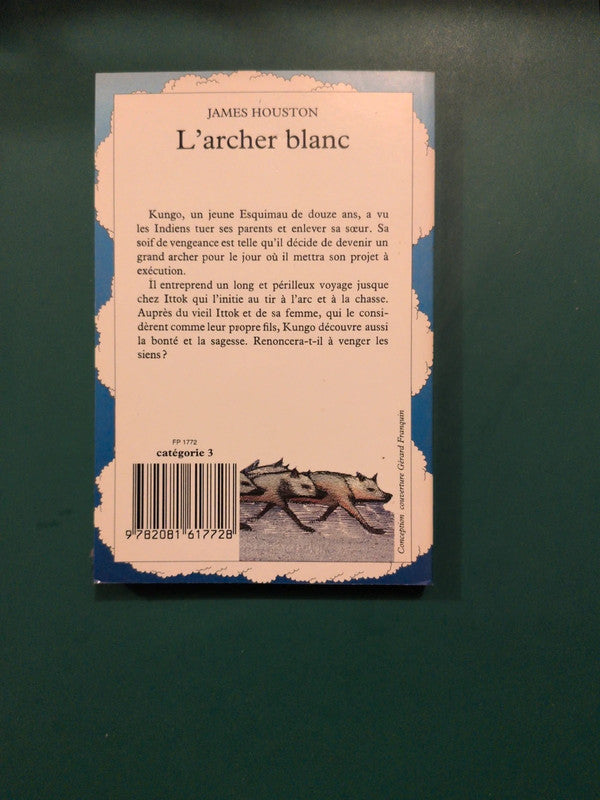 JAMES HOUSTON
L'archer blanc
Kungo, un jeune Esquimau de douze ans, a vu
les Indiens tuer ses parents et enlever sa sœur. Sa
soif de vengeance est telle qu'il décide de devenir un
grand archer pour le jour où il mettra son projet à
exécution.
Il entreprend un long et périlleux voyage jusque
chez Ittok qui l'initie au tir à l'arc et à la chasse.
Auprès du vieil Ittok et de sa femme, qui le consi-
dèrent comme leur propre fils, Kungo découvre aussi
la bonté et la sagesse. Renoncera-t-il à venger les
siens ?
FP 1772
catégorie 3
9 782081 617728
Conception couverture Gérard Franquin